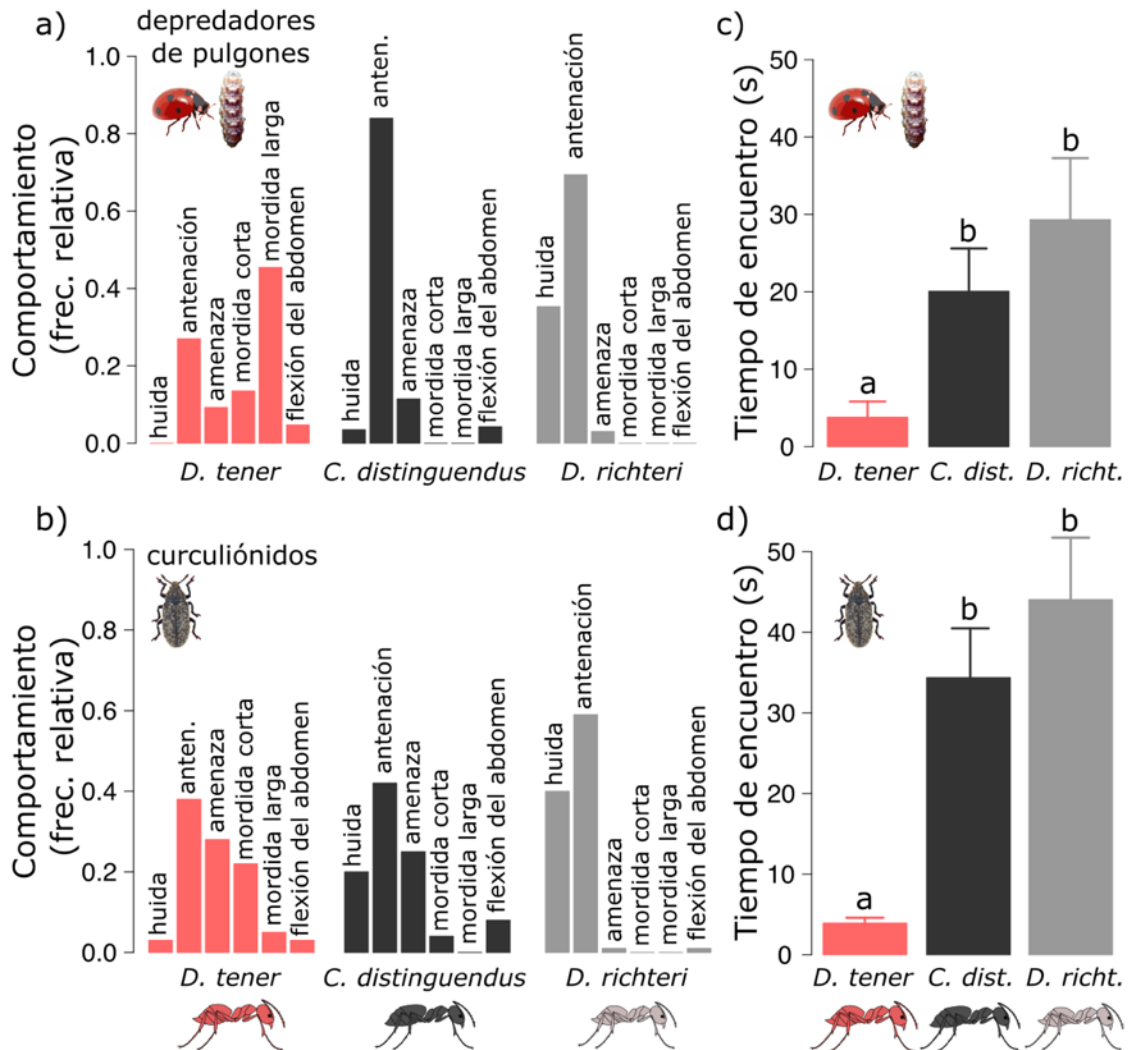 a)
depredadores
de pulgones
Comportamiento
(frec. relativa)
1.0
0.8
0.6
0.4
0.2
0.0
huida
antenación
amenaza
mordida corta
mordida larga
flexión del abdomen
D. tener
huida
anten.
amenaza
mordida corta
mordida larga
flexión del abdomen
C. distinguendus
huida
antenación
amenaza
mordida corta
mordida larga
flexión del abdomen
D. richteri
c)
Tiempo de encuentro (s)
50
40
30
20
10
0
a
b
b
D. tener
C. dist.
D. richt.
b)
curculiónidos
Comportamiento
(frec. relativa)
1.0
0.8
0.6
0.4
0.2
0.0
huida
anten.
amenaza
mordida corta
mordida larga
flexión del abdomen
D. tener
huida
antenación
amenaza
mordida corta
mordida larga
flexión del abdomen
C. distinguendus
huida
antenación
amenaza
mordida corta
mordida larga
flexión del abdomen
D. richteri
d)
Tiempo de encuentro (s)
50
40
30
20
10
0
a
b
b
D. tener
C. dist.
D. richt.